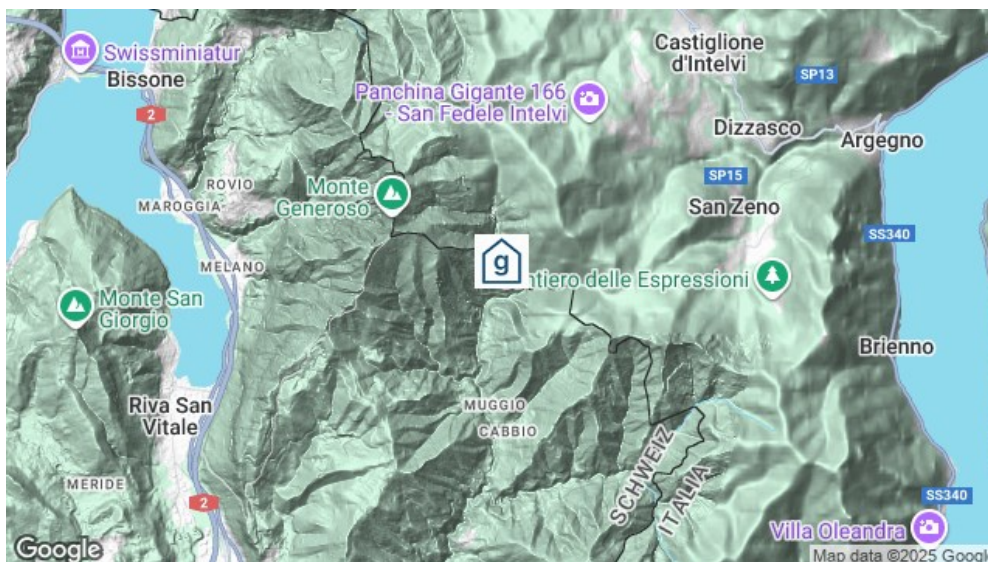 Swissminiatur
Bissone
2
Castiglione
d'Intelvi
SP13
Panchina Gigante 166
- San Fedele Intelvi
Dizzasco
Argegno
ROVIO
MAROGGIA
Monte
Generoso
SP15
San Zeno
SS340
MELANO
g
ntiero delle Espressioni
Monte San
Giorgio
Brienno
Riva San
Vitale
MUGGIO
CABBIO
SCHWEIZ
ITALIA
MERIDE
2
SS340
Villa Oleandra
Google
Map data ©2025 Google